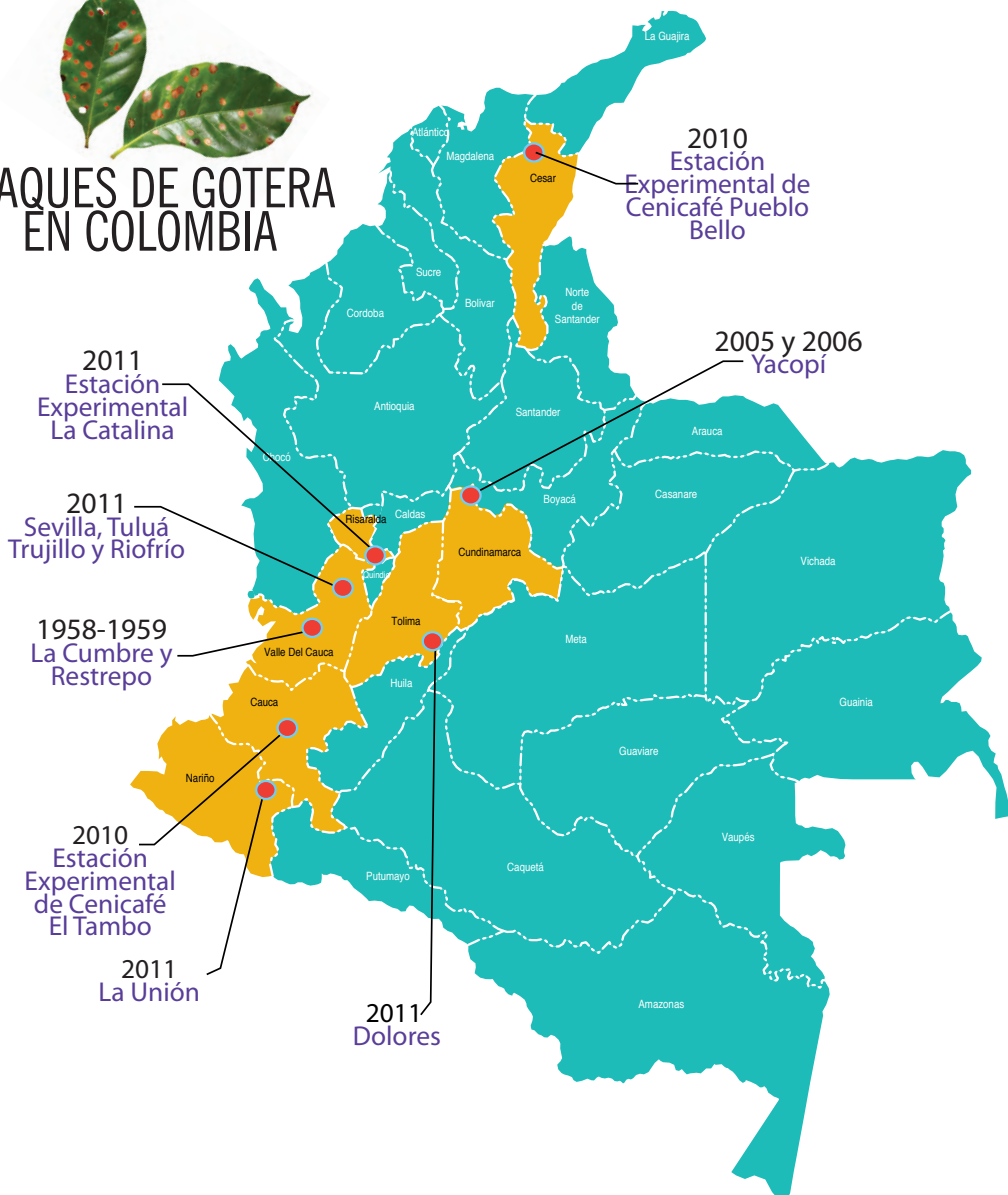 AQUES DE GOTERA
EN COLOMBIA
La Guajira
Atlántico
Magdalena
Cesar
2010
Estación
Experimental de
Cenicafé Pueblo
Bello
Sucre
Bolivar
Cordoba
Norte
de
Santander
2005 y 2006
Yacopí
2011
Estación
Experimental
La Catalina
Antioquia
Santander
Arauca
Chocó
Boyacá
Casanare
2011
Sevilla, Tuluá
Trujillo y Riofrío
Risaralda
Caldas
Cundinamarca
Vichada
Quindio
1958-1959
La Cumbre y
Restrepo
Tolima
Valle Del Cauca
Meta
Huila
Cauca
Guainia
Guaviare
Nariño
2010
Estación
Experimental
de Cenicafé
El Tambo
Vaupés
Caquetá
Putumayo
2011
La Unión
2011
Dolores
Amazonas